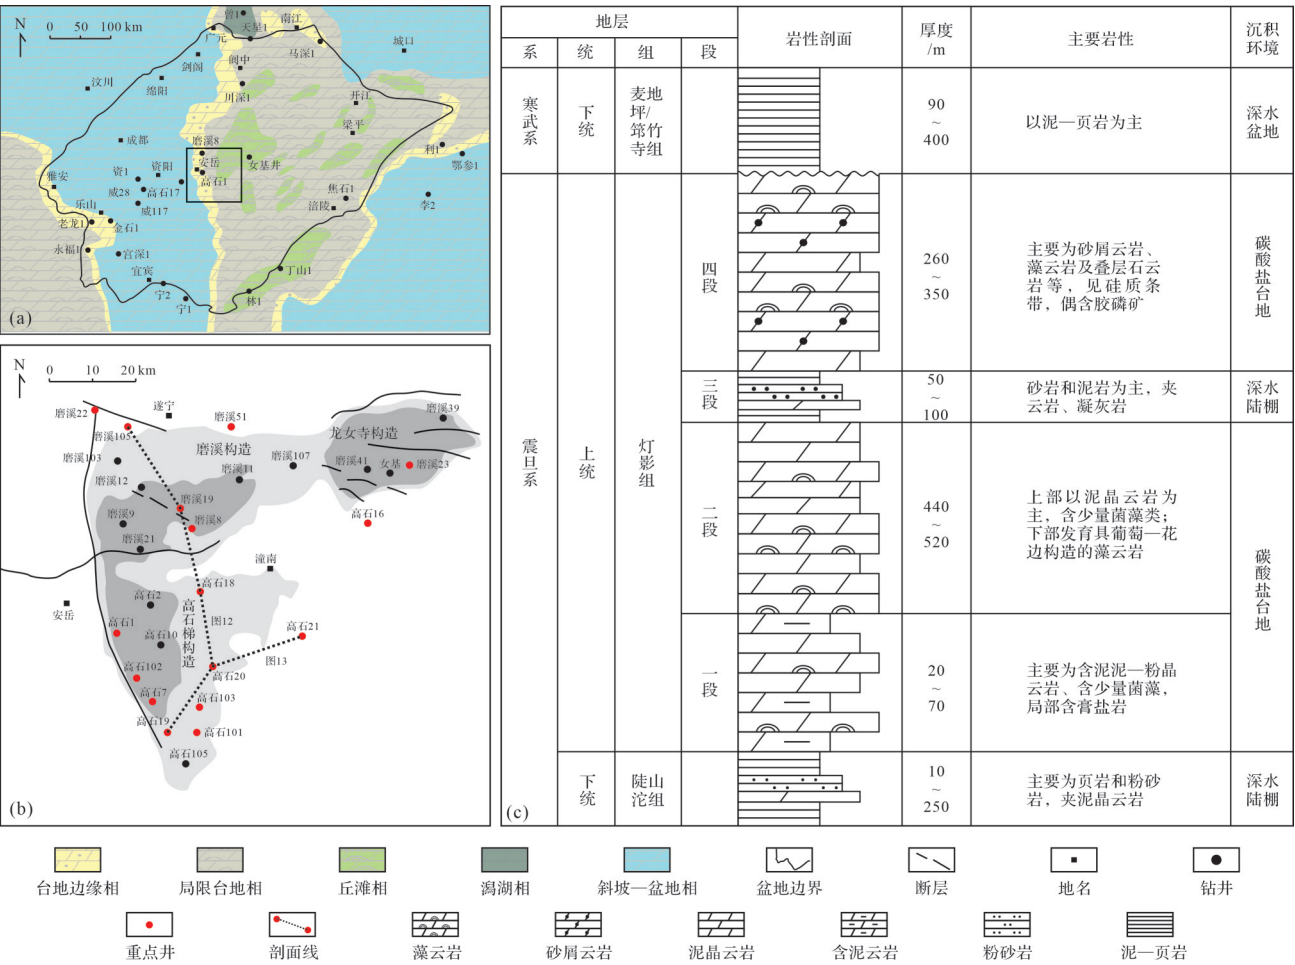 N
0 50 100 km
曾1
南江
天星1
广元
马深1
城口
剑阁
阆中
汶川
绵阳
川深1
开江
梁平
成都
磨溪8
利1
安岳
女基井
鄂参1
资1
资阳
雅安
威28
高石17
高石1
焦石1
李2
乐山
威117
涪陵
老龙1
金石1
永福1
宫深1
宜宾
丁山1
宁2
宁1
林1
(a)
N
0 10 20 km
磨溪22
遂宁
磨溪51
磨溪39
磨溪105
磨溪构造
龙女寺构造
磨溪103
磨溪107
磨溪41
女基
磨溪23
磨溪12
磨溪11
磨溪19
磨溪9
磨溪8
高石16
磨溪21
潼南
高石18
高石2
安岳
高石梯构造
图12
高石1
高石21
高石10
图13
高石102
高石20
高石7
高石103
高石19
高石101
高石105
(b)
地层
岩性剖面
厚度
/m
主要岩性
沉积
环境
系
统
组
段
寒武系
下统
麦地
坪/
筇竹
寺组
90
~
400
以泥—页岩为主
深水
盆地
震旦系
上统
灯影组
四段
260
~
350
主要为砂屑云岩、
藻云岩及叠层石云
岩等，见硅质条
带，偶含胶磷矿
碳酸盐台地
三段
50
~
100
砂岩和泥岩为主，夹
云岩、凝灰岩
深水
陆棚
二段
440
~
520
上部以泥晶云岩为
主，含少量菌藻类；
下部发育具葡萄—花
边构造的藻云岩
碳酸盐台地
一段
20
~
70
主要为含泥泥—粉晶
云岩、含少量菌藻，
局部含膏盐岩
下统
陡山
沱组
10
~
250
主要为页岩和粉砂
岩，夹泥晶云岩
深水
陆棚
(c)
台地边缘相
局限台地相
丘滩相
潟湖相
斜坡—盆地相
盆地边界
断层
地名
钻井
重点井
剖面线
藻云岩
砂屑云岩
泥晶云岩
含泥云岩
粉砂岩
泥—页岩